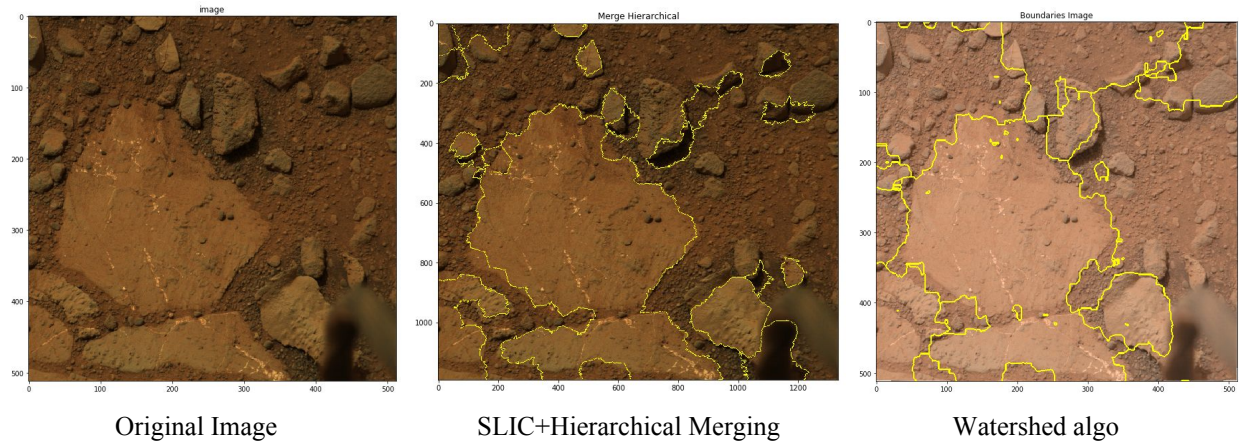 image
Merge Hierarchical
Boundaries Image
0
100
200
300
400
500
0 100 200 300 400 500
0
200
400
600
800
1000
0 200 400 600 800 1000 1200
0
100
200
300
400
500
0 100 200 300 400 500
Original Image
SLIC+Hierarchical Merging
Watershed algo